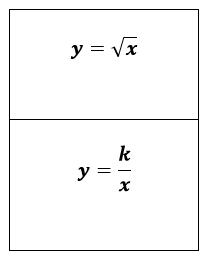 y = √x
y = k/x